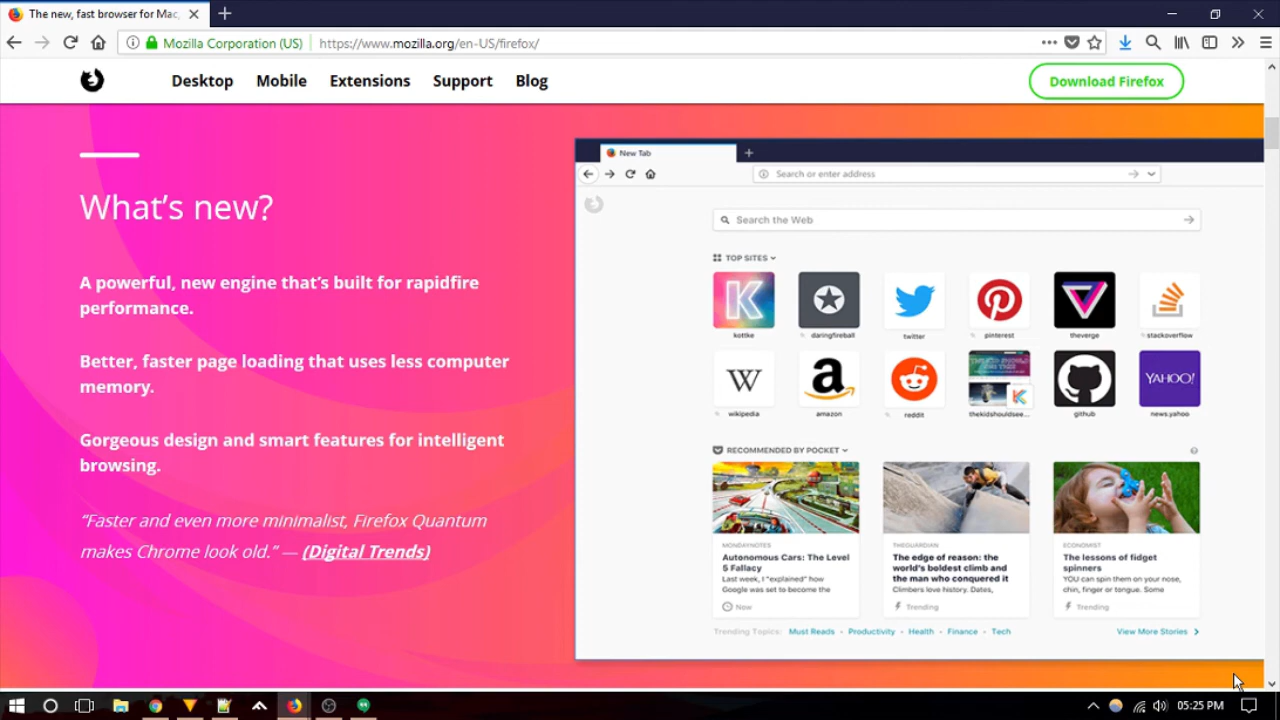 The new, fast browser for Mac,
Mozilla Corporation (US)
https://www.mozilla.org/en-US/firefox/
Desktop
Mobile
Extensions
Support
Blog
Download Firefox
What's new?
A powerful, new engine that's built for rapidfire
performance.
Better, faster page loading that uses less computer
memory.
Gorgeous design and smart features for intelligent
browsing.
“Faster and even more minimalist, Firefox Quantum
makes Chrome look old.” — (Digital Trends)
New Tab
Search or enter address
Search the Web
TOP SITES
kottke
daringfireball
twitter
pinterest
theverge
stackoverflow
wikipedia
amazon
reddit
thekidshouldsee...
github
YAHOO!
news.yahoo
RECOMMENDED BY POCKET
MONDAYNOTES
Autonomous Cars: The Level
5 Fallacy
Last week, I "explained" how
Google was set to become the
Now
THEGUARDIAN
The edge of reason: the
world's boldest climb and
the man who conquered it
Climbers love history. Dates,
Trending
ECONOMIST
The lessons of fidget
spinners
YOU can spin them on your nose,
chin, finger or tongue. Some
Trending
Trending Topics: Must Reads • Productivity • Health • Finance • Tech
View More Stories
05:25 PM